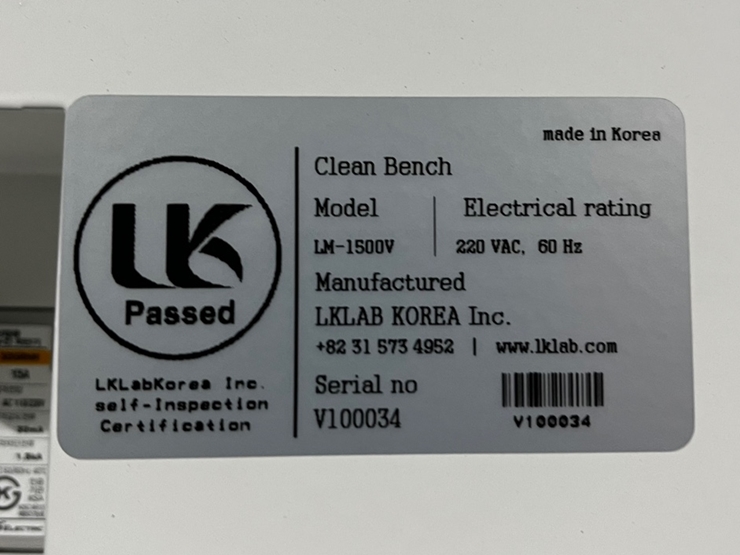 made in Korea
Clean Bench
Model
Electrical rating
LM-1500V
220 VAC, 60 Hz
Manufactured
LKLAB KOREA Inc.
+82 31 573 4952 | www.lklab.com
Serial no
V100034
V100034
LK
Passed
LKLabKorea Inc.
self-Inspection
Certification
15A